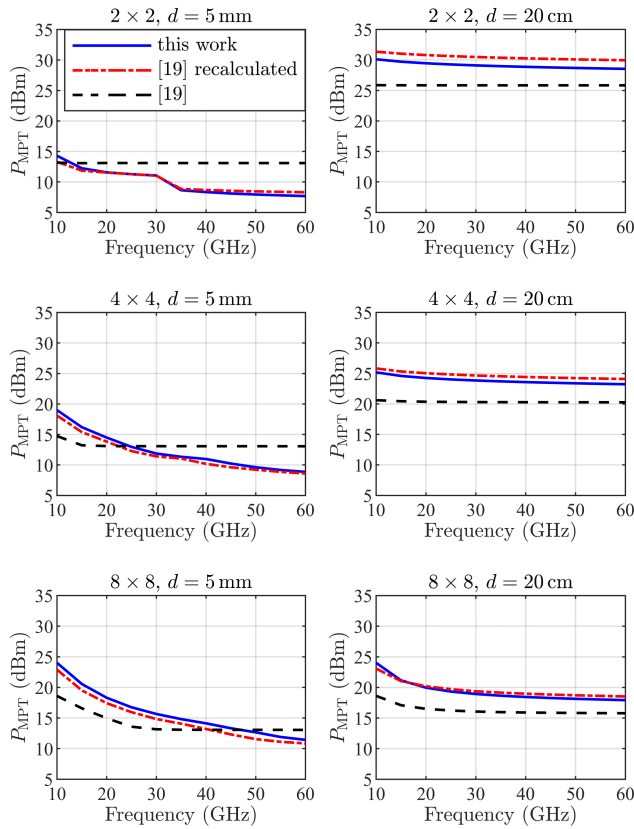 2 × 2, d = 5 mm
35
30
25
20
15
10
5
P_MPT (dBm)
this work
[19] recalculated
[19]
10 20 30 40 50 60
Frequency (GHz)
2 × 2, d = 20 cm
35
30
25
20
15
10
5
P_MPT (dBm)
10 20 30 40 50 60
Frequency (GHz)
4 × 4, d = 5 mm
35
30
25
20
15
10
5
P_MPT (dBm)
10 20 30 40 50 60
Frequency (GHz)
4 × 4, d = 20 cm
35
30
25
20
15
10
5
P_MPT (dBm)
10 20 30 40 50 60
Frequency (GHz)
8 × 8, d = 5 mm
35
30
25
20
15
10
5
P_MPT (dBm)
10 20 30 40 50 60
Frequency (GHz)
8 × 8, d = 20 cm
35
30
25
20
15
10
5
P_MPT (dBm)
10 20 30 40 50 60
Frequency (GHz)